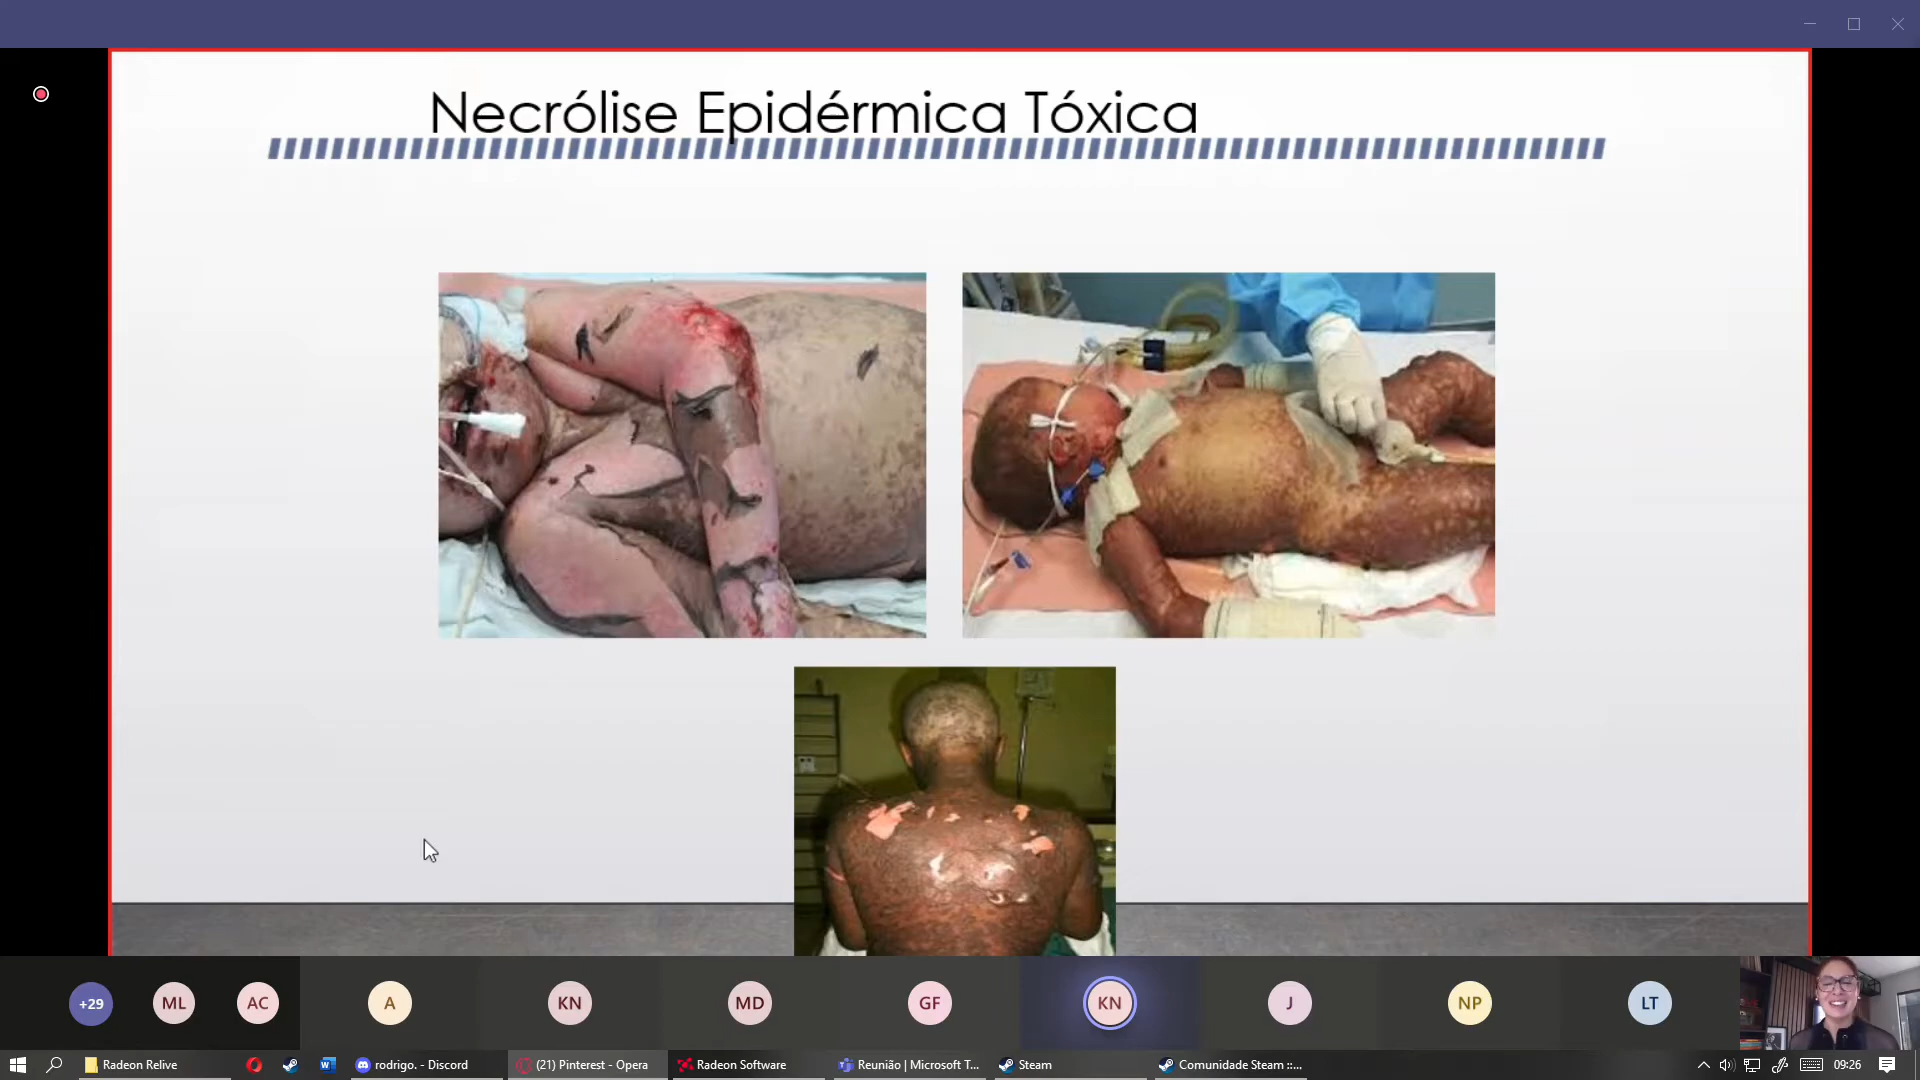 Necrólise Epidérmica Tóxica
+29
ML
AC
A
KN
MD
GF
KN
J
NP
LT
Radeon Relive
rodrigo. - Discord
(21) Pinterest - Opera
Radeon Software
Reunião | Microsoft T...
Steam
Comunidade Steam ::...
09:26